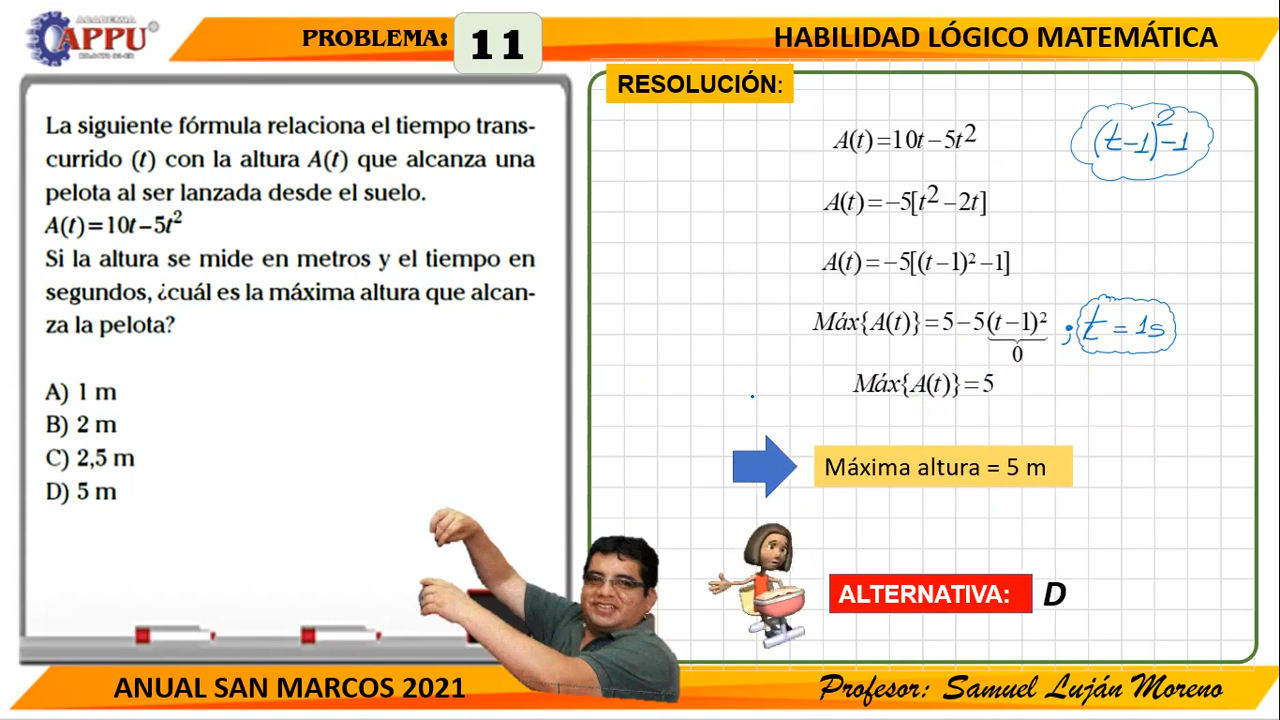 ACADEMIA
APPU
PROBLEMA:
11
HABILIDAD LÓGICO MATEMÁTICA
La siguiente fórmula relaciona el tiempo trans-
currido (t) con la altura A(t) que alcanza una
pelota al ser lanzada desde el suelo.
A(t)=10t–5t²
Si la altura se mide en metros y el tiempo en
segundos, ¿cuál es la máxima altura que alcan-
za la pelota?
A) 1 m
B) 2 m
C) 2,5 m
D) 5 m
RESOLUCIÓN:
A(t)=10t–5t²
(t–1)²–1
A(t)=–5[t²–2t]
A(t)=–5[(t–1)²–1]
Máx{A(t)}=5–5(t–1)² ; t=1s
0
Máx{A(t)}=5
Máxima altura = 5 m
ALTERNATIVA: D
ANUAL SAN MARCOS 2021
Profesor: Samuel Luján Moreno